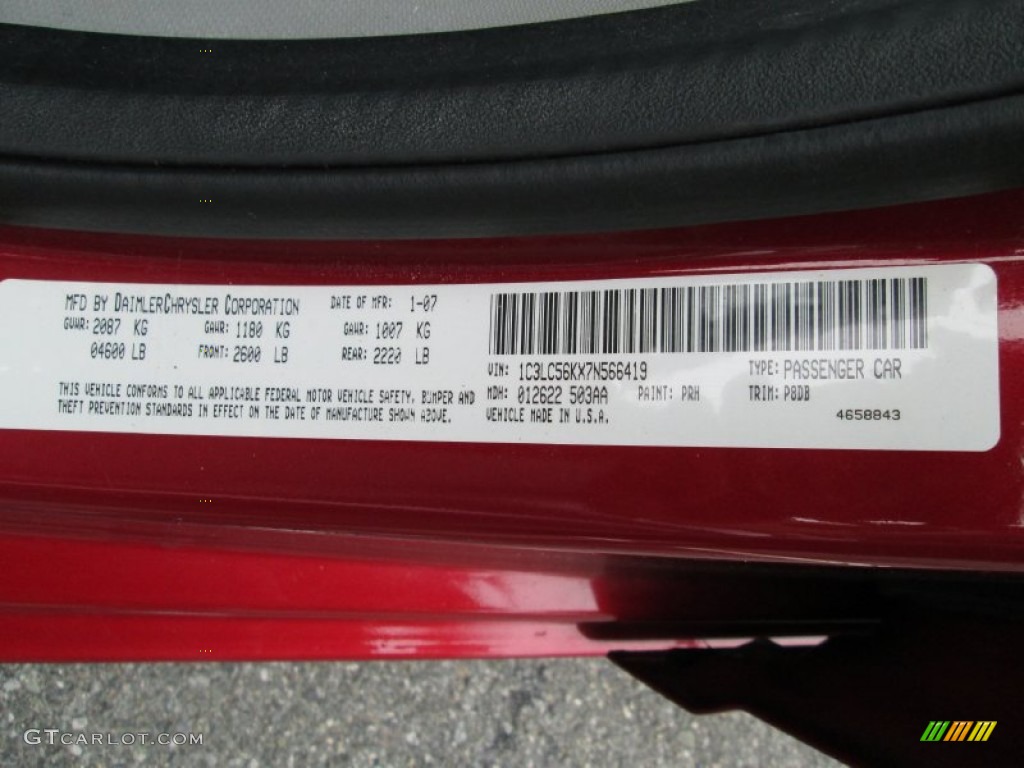 MFD BY DAIMLERCHRYSLER CORPORATION DATE OF MFR: 1-07
GVWR: 2087 KG GAWR: 1180 KG GAWR: 1007 KG
04600 LB FRONT: 2600 LB REAR: 2220 LB
THIS VEHICLE CONFORMS TO ALL APPLICABLE FEDERAL MOTOR VEHICLE SAFETY, BUMPER AND
THEFT PREVENTION STANDARDS IN EFFECT ON THE DATE OF MANUFACTURE SHOWN ABOVE.
VIN: 1C3LC56KX7N566419 TYPE: PASSENGER CAR
MDH: 012622 503AA PAINT: PRH TRIM: P8DB
VEHICLE MADE IN U.S.A. 4658843
GTCARLOT.COM